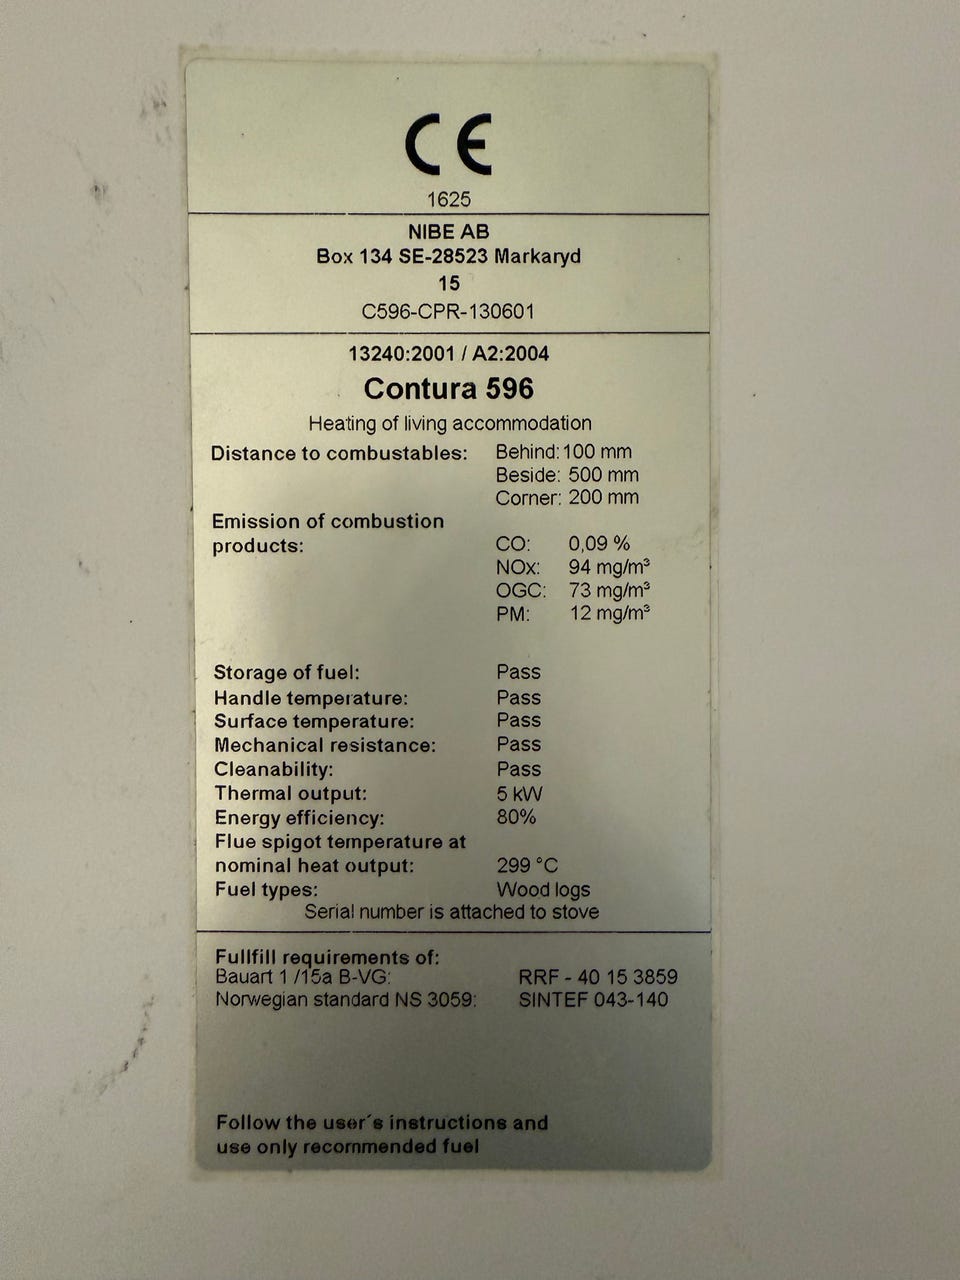 CE
1625
NIBE AB
Box 134 SE-28523 Markaryd
15
C596-CPR-130601
13240:2001 / A2:2004
Contura 596
Heating of living accommodation
Distance to combustables: Behind: 100 mm
Beside: 500 mm
Corner: 200 mm
Emission of combustion
products: CO: 0,09 %
NOx: 94 mg/m³
OGC: 73 mg/m³
PM: 12 mg/m³
Storage of fuel: Pass
Handle temperature: Pass
Surface temperature: Pass
Mechanical resistance: Pass
Cleanability: Pass
Thermal output: 5 kW
Energy efficiency: 80%
Flue spigot temperature at
nominal heat output: 299 °C
Fuel types: Wood logs
Serial number is attached to stove
Fullfill requirements of:
Bauart 1 /15a B-VG: RRF - 40 15 3859
Norwegian standard NS 3059: SINTEF 043-140
Follow the user´s instructions and
use only recommended fuel